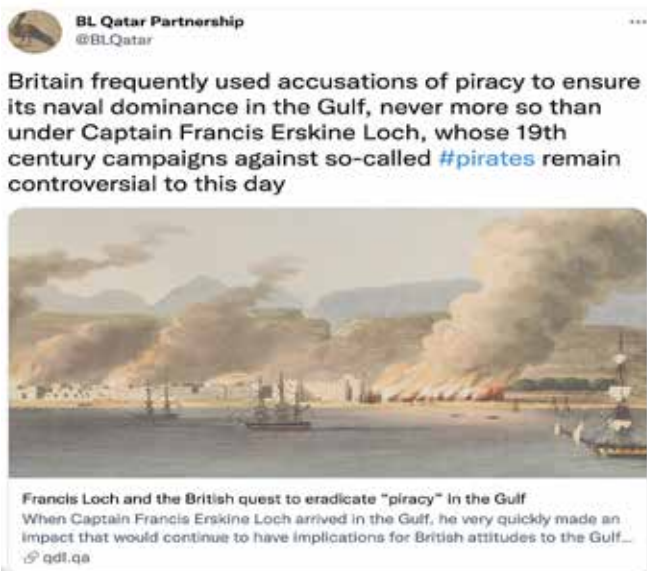 BL Qatar Partnership
@BLQatar
Britain frequently used accusations of piracy to ensure
its naval dominance in the Gulf, never more so than
under Captain Francis Erskine Loch, whose 19th
century campaigns against so-called #pirates remain
controversial to this day
Francis Loch and the British quest to eradicate "piracy" in the Gulf
When Captain Francis Erskine Loch arrived in the Gulf, he very quickly made an
impact that would continue to have implications for British attitudes to the Gulf...
qdl.qa